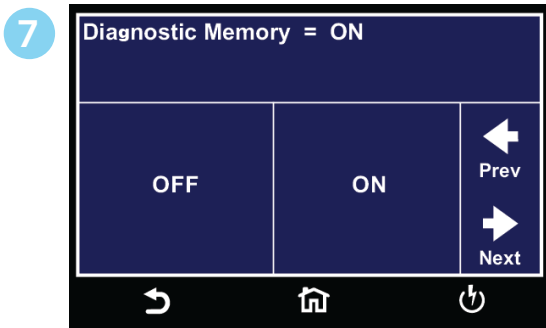 7
Diagnostic Memory = ON
OFF
ON
Prev
Next